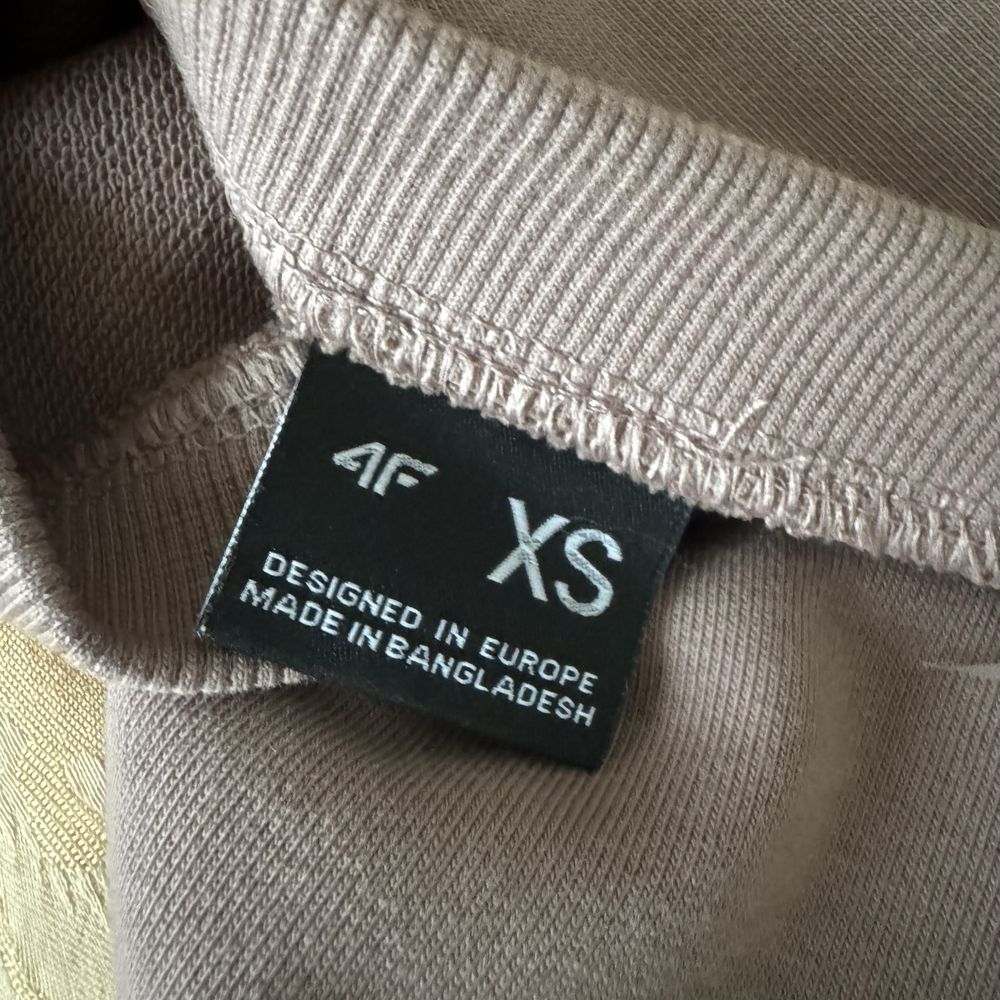 4F
XS
DESIGNED IN EUROPE
MADE IN BANGLADESH